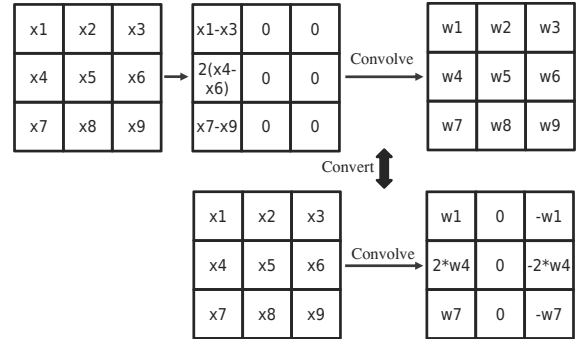 x1 x2 x3
x4 x5 x6
x7 x8 x9
x1-x3 0 0
2(x4-
x6) 0 0
x7-x9 0 0
Convolve
w1 w2 w3
w4 w5 w6
w7 w8 w9
Convert
x1 x2 x3
x4 x5 x6
x7 x8 x9
Convolve
w1 0 -w1
2*w4 0 -2*w4
w7 0 -w7